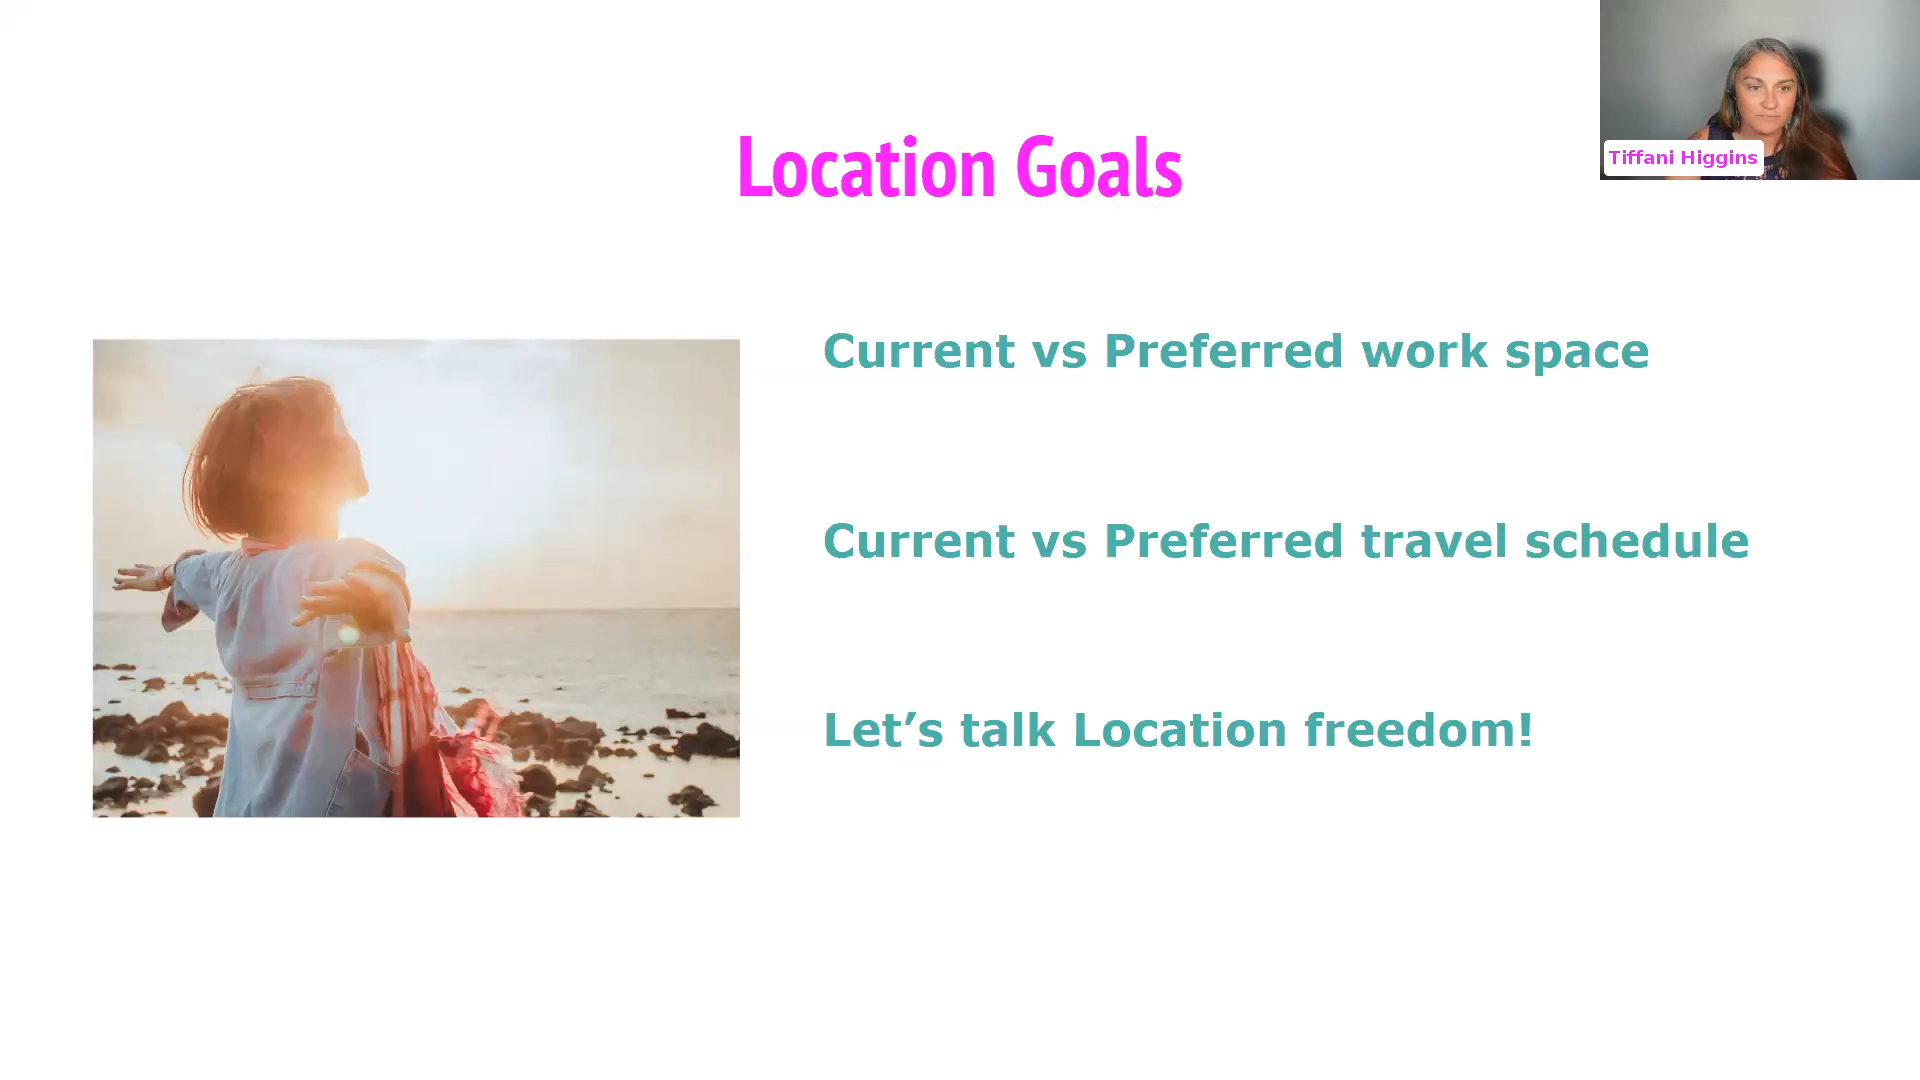 Tiffani Higgins
Location Goals
Current vs Preferred work space
Current vs Preferred travel schedule
Let’s talk Location freedom!